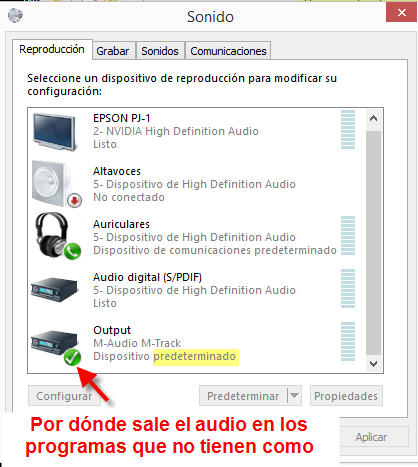 Sonido
Reproducción
Grabar
Sonidos
Comunicaciones
Seleccione un dispositivo de reproducción para modificar su
configuración:
EPSON PJ-1
2- NVIDIA High Definition Audio
Listo
Altavoces
5- Dispositivo de High Definition Audio
No conectado
Auriculares
5- Dispositivo de High Definition Audio
Dispositivo de comunicaciones predeterminado
Audio digital (S/PDIF)
5- Dispositivo de High Definition Audio
Listo
Output
M-Audio M-Track
Dispositivo predeterminado
Configurar
Predeterminar
Propiedades
Por dónde sale el audio en los
programas que no tienen como
Aplicar